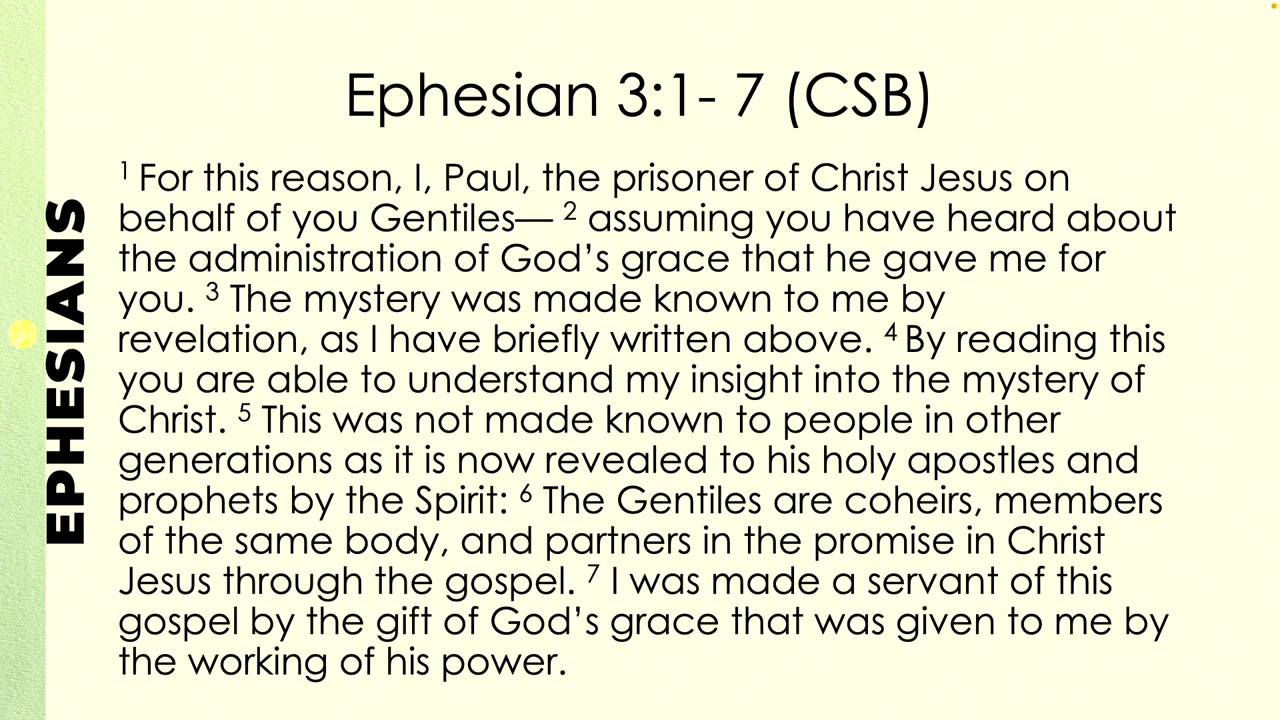 Ephesian 3:1- 7 (CSB)
EPHESIANS
¹ For this reason, I, Paul, the prisoner of Christ Jesus on
behalf of you Gentiles— ² assuming you have heard about
the administration of God’s grace that he gave me for
you. ³ The mystery was made known to me by
revelation, as I have briefly written above. ⁴ By reading this
you are able to understand my insight into the mystery of
Christ. ⁵ This was not made known to people in other
generations as it is now revealed to his holy apostles and
prophets by the Spirit: ⁶ The Gentiles are coheirs, members
of the same body, and partners in the promise in Christ
Jesus through the gospel. ⁷ I was made a servant of this
gospel by the gift of God’s grace that was given to me by
the working of his power.